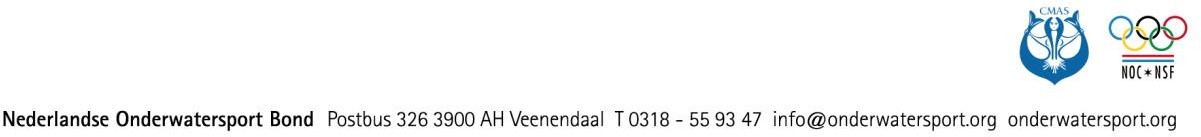 CMAS
NOC✶NSF
Nederlandse Onderwatersport Bond Postbus 326 3900 AH Veenendaal T 0318 - 55 93 47 info@onderwatersport.org onderwatersport.org